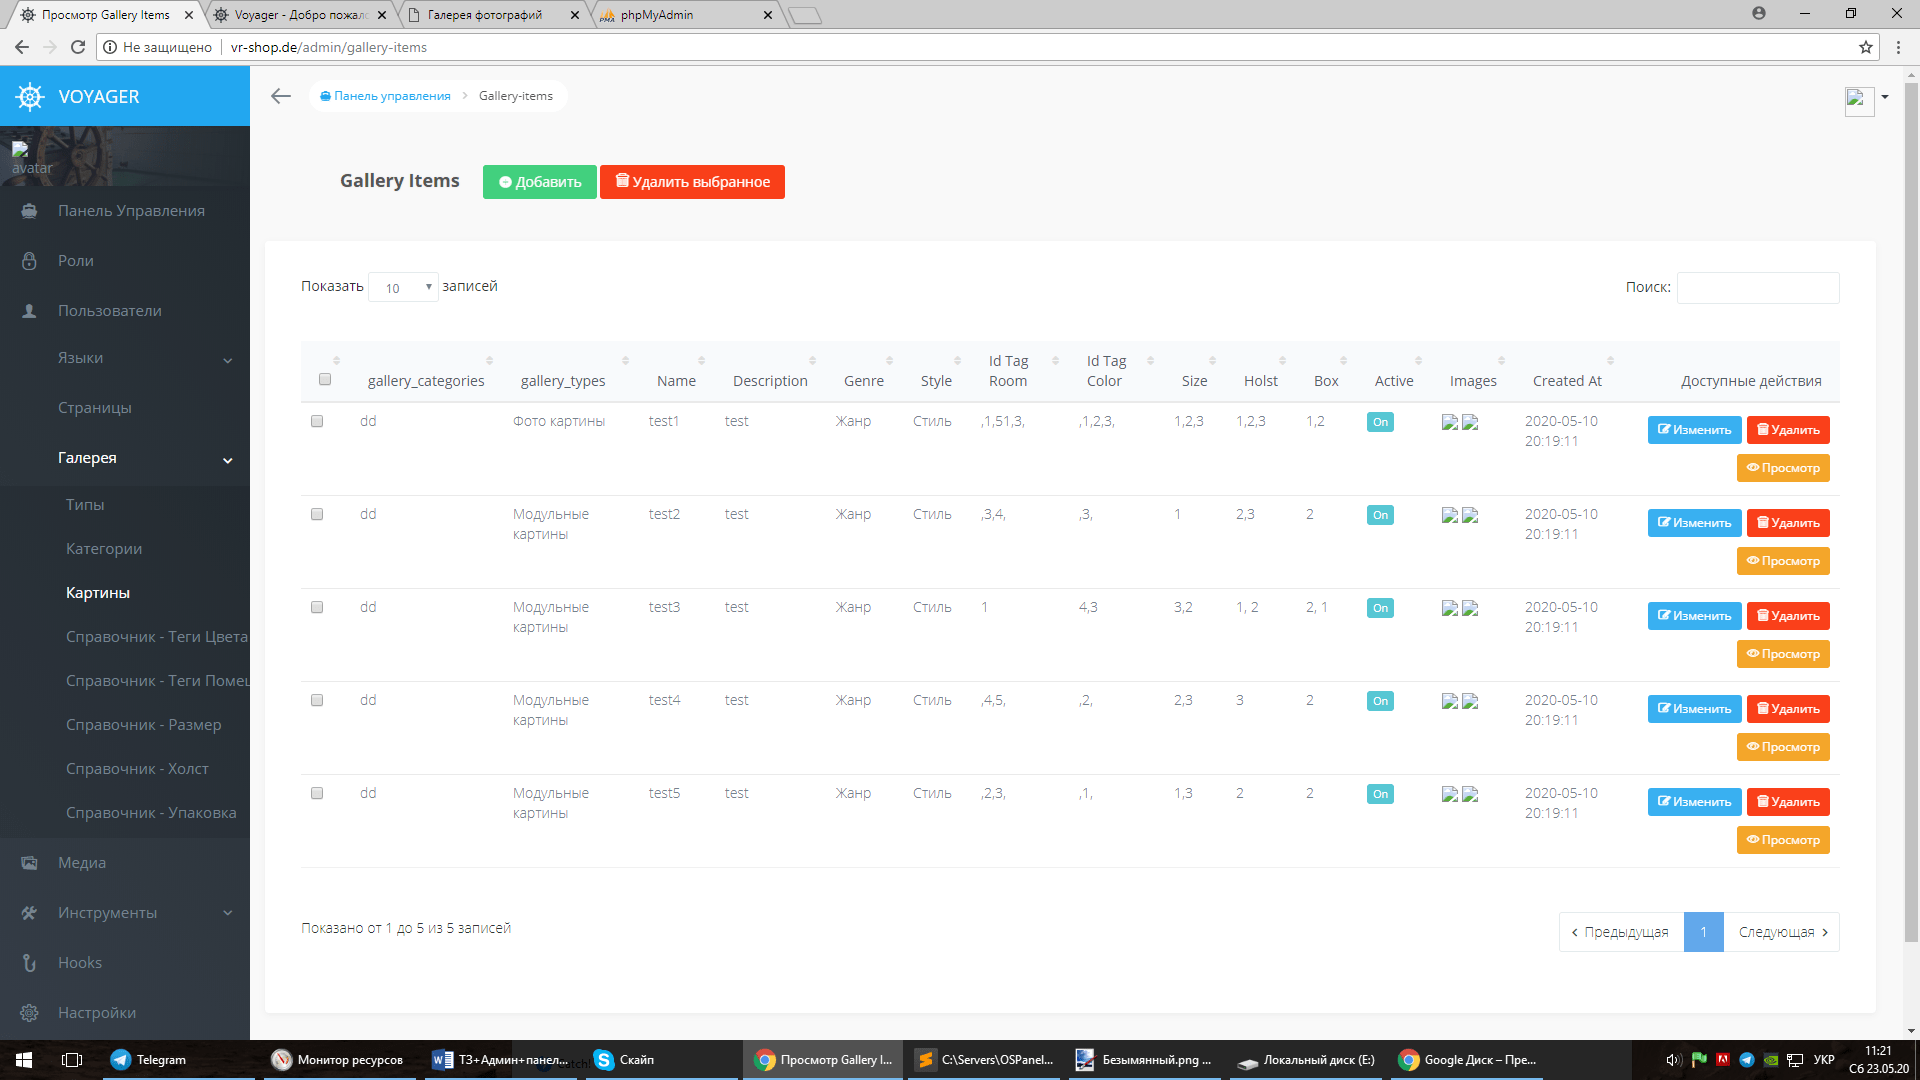 Просмотр Gallery Items
Voyager - Добро пожал
Галерея фотографий
phpMyAdmin
Не защищено
vr-shop.de/admin/gallery-items
VOYAGER
Панель управления
Gallery-items
avatar
Gallery Items
Добавить
Удалить выбранное
Панель Управления
Роли
Пользователи
Языки
Страницы
Галерея
Типы
Категории
Картины
Справочник - Теги Цвета
Справочник - Теги Помещ
Справочник - Размер
Справочник - Холст
Справочник - Упаковка
Медиа
Инструменты
Hooks
Настройки
Показать 10 записей
Поиск:
gallery_categories gallery_types Name Description Genre Style Id Tag Room Id Tag Color Size Holst Box Active Images Created At Доступные действия
dd Фото картины test1 test Жанр Стиль ,1,51,3, ,1,2,3, 1,2,3 1,2,3 1,2 On 2020-05-10 Изменить Удалить
20:19:11
Просмотр
dd Модульные test2 test Жанр Стиль ,3,4, ,3, 1 2,3 2 On 2020-05-10 Изменить Удалить
картины 20:19:11
Просмотр
dd Модульные test3 test Жанр Стиль 1 4,3 3,2 1, 2 2, 1 On 2020-05-10 Изменить Удалить
картины 20:19:11
Просмотр
dd Модульные test4 test Жанр Стиль ,4,5, ,2, 2,3 3 2 On 2020-05-10 Изменить Удалить
картины 20:19:11
Просмотр
dd Модульные test5 test Жанр Стиль ,2,3, ,1, 1,3 2 2 On 2020-05-10 Изменить Удалить
картины 20:19:11
Просмотр
Показано от 1 до 5 из 5 записей
Предыдущая 1 Следующая
Telegram
Монитор ресурсов
ТЗ+Админ+панел...
Скайп
Просмотр Gallery I...
C:\Servers\OSPanel...
Безымянный.png ...
Локальный диск (E:)
Google Диск – Пре...
УКР
11:21
Сб 23.05.20